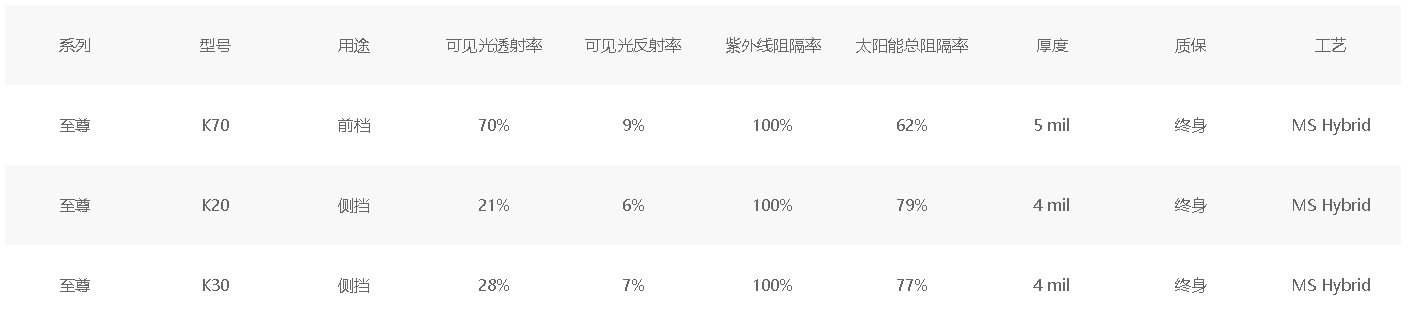 系列 型号 用途 可见光透射率 可见光反射率 紫外线阻隔率 太阳能总阻隔率 厚度 质保 工艺
至尊 K70 前档 70% 9% 100% 62% 5 mil 终身 MS Hybrid
至尊 K20 侧挡 21% 6% 100% 79% 4 mil 终身 MS Hybrid
至尊 K30 侧挡 28% 7% 100% 77% 4 mil 终身 MS Hybrid